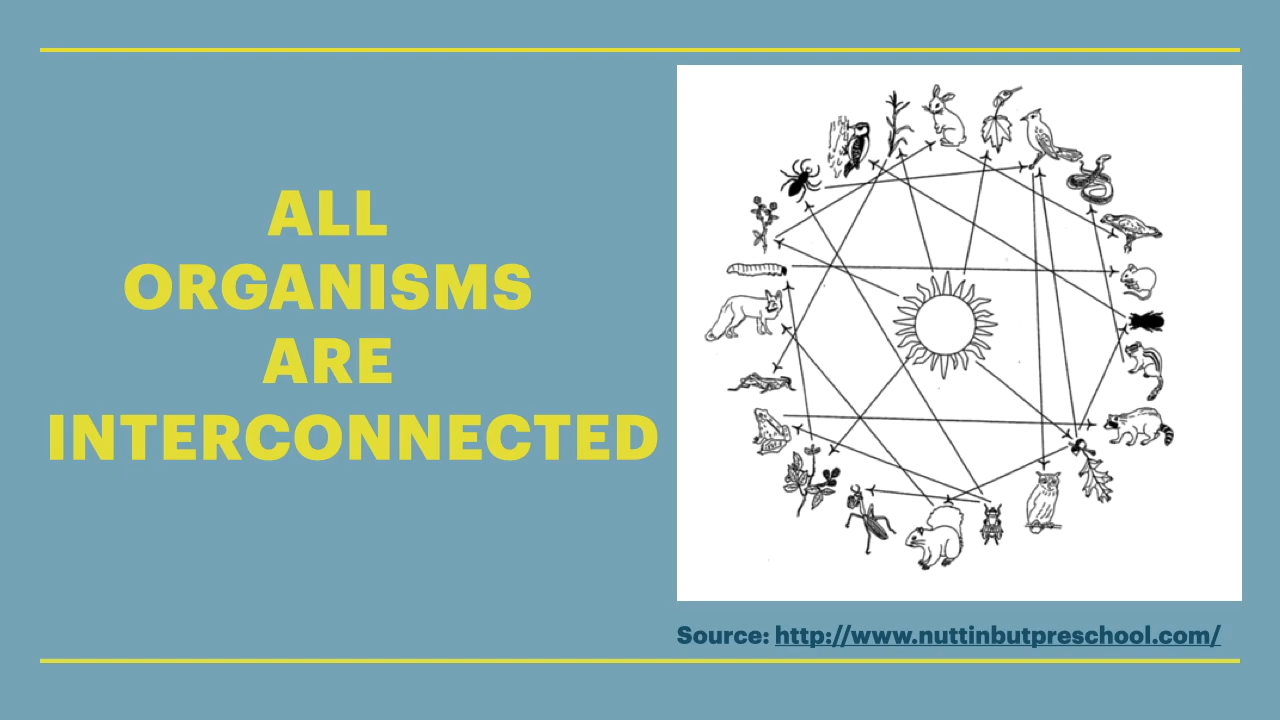 ALL
ORGANISMS
ARE
INTERCONNECTED
Source: http://www.nuttinbutpreschool.com/